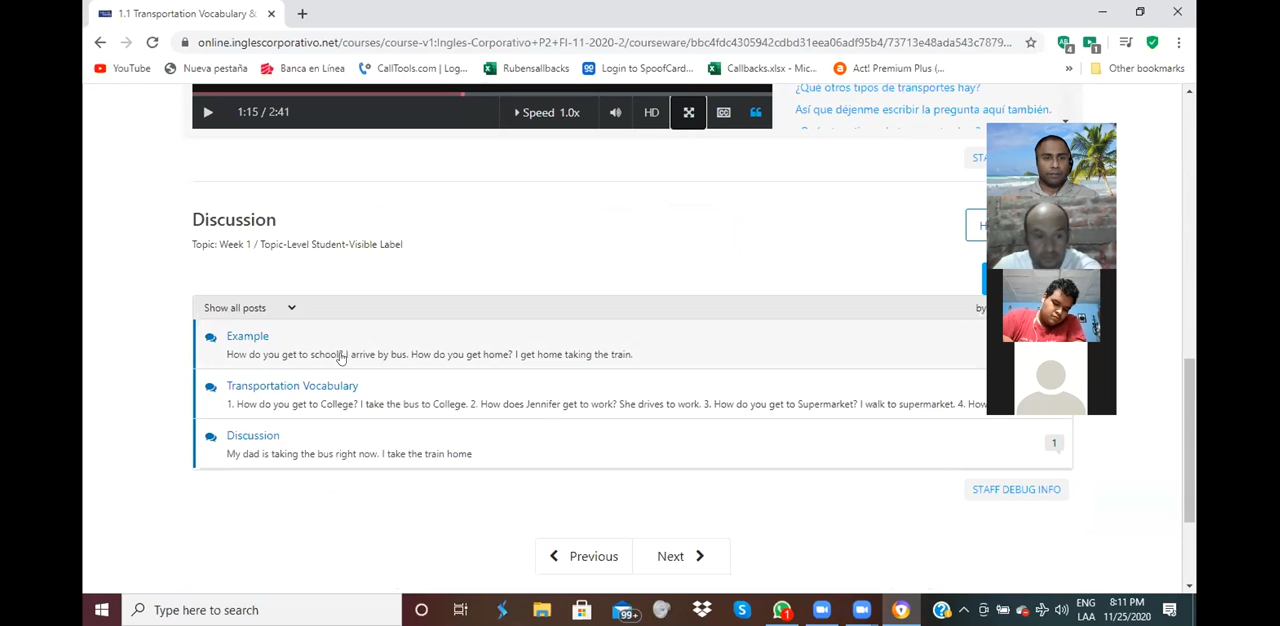 1.1 Transportation Vocabulary &
online.inglescorporativo.net/courses/course-v1:Ingles-Corporativo+P2+FI-11-2020-2/courseware/bbc4fdc4305942cdbd31eea06adf95b4/73713e48ada543c7879...
YouTube
Nueva pestaña
Banca en Línea
CallTools.com | Log...
Rubensallbacks
Login to SpoofCard...
Callbacks.xlsx - Mic...
Act! Premium Plus (...
»
Other bookmarks
¿Qué otros tipos de transportes hay?
Así que déjenme escribir la pregunta aquí también.
1:15 / 2:41
Speed 1.0x
HD
STA
Discussion
H
Topic: Week 1 / Topic-Level Student-Visible Label
Show all posts
by
Example
How do you get to school? I arrive by bus. How do you get home? I get home taking the train.
Transportation Vocabulary
1. How do you get to College? I take the bus to College. 2. How does Jennifer get to work? She drives to work. 3. How do you get to Supermarket? I walk to supermarket. 4. How
Discussion
1
My dad is taking the bus right now. I take the train home
STAFF DEBUG INFO
Previous
Next
Type here to search
99+
1
ENG
LAA
8:11 PM
11/25/2020